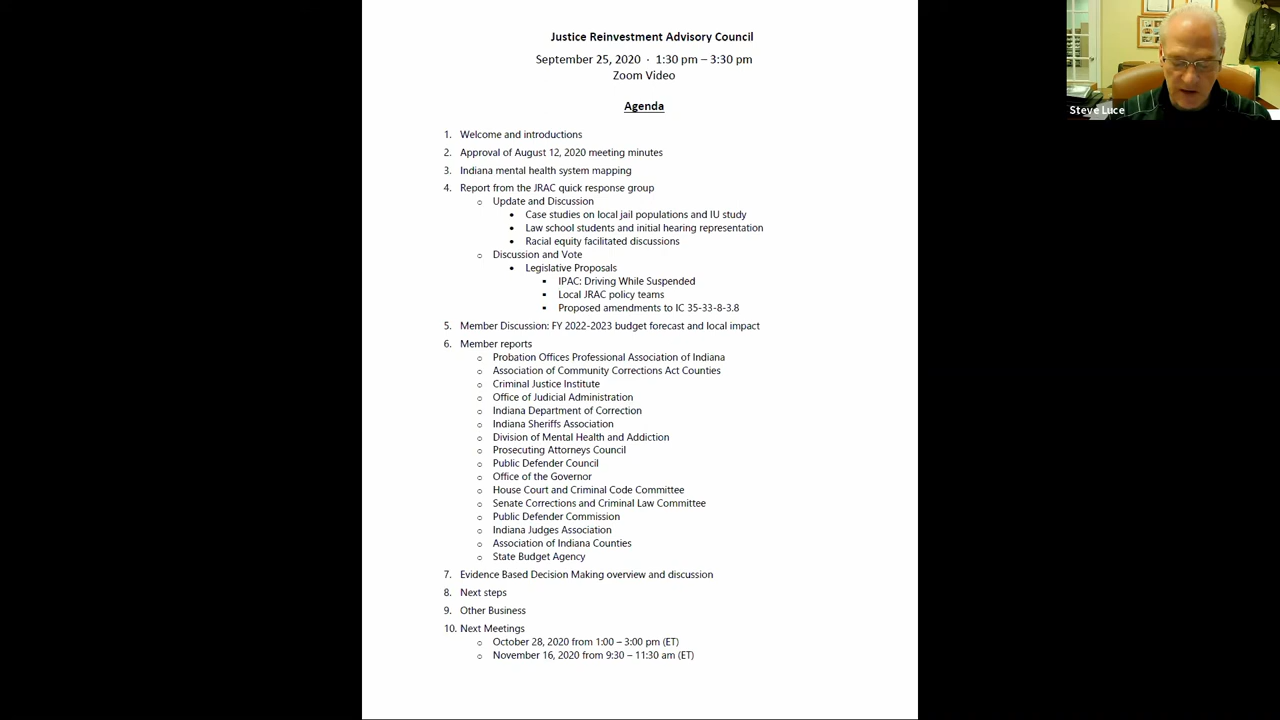 Justice Reinvestment Advisory Council
September 25, 2020 · 1:30 pm – 3:30 pm
Zoom Video
Agenda
1. Welcome and introductions
2. Approval of August 12, 2020 meeting minutes
3. Indiana mental health system mapping
4. Report from the JRAC quick response group
o Update and Discussion
• Case studies on local jail populations and IU study
• Law school students and initial hearing representation
• Racial equity facilitated discussions
o Discussion and Vote
• Legislative Proposals
▪ IPAC: Driving While Suspended
▪ Local JRAC policy teams
▪ Proposed amendments to IC 35-33-8-3.8
5. Member Discussion: FY 2022-2023 budget forecast and local impact
6. Member reports
o Probation Offices Professional Association of Indiana
o Association of Community Corrections Act Counties
o Criminal Justice Institute
o Office of Judicial Administration
o Indiana Department of Correction
o Indiana Sheriffs Association
o Division of Mental Health and Addiction
o Prosecuting Attorneys Council
o Public Defender Council
o Office of the Governor
o House Court and Criminal Code Committee
o Senate Corrections and Criminal Law Committee
o Public Defender Commission
o Indiana Judges Association
o Association of Indiana Counties
o State Budget Agency
7. Evidence Based Decision Making overview and discussion
8. Next steps
9. Other Business
10. Next Meetings
o October 28, 2020 from 1:00 – 3:00 pm (ET)
o November 16, 2020 from 9:30 – 11:30 am (ET)
Steve Luce